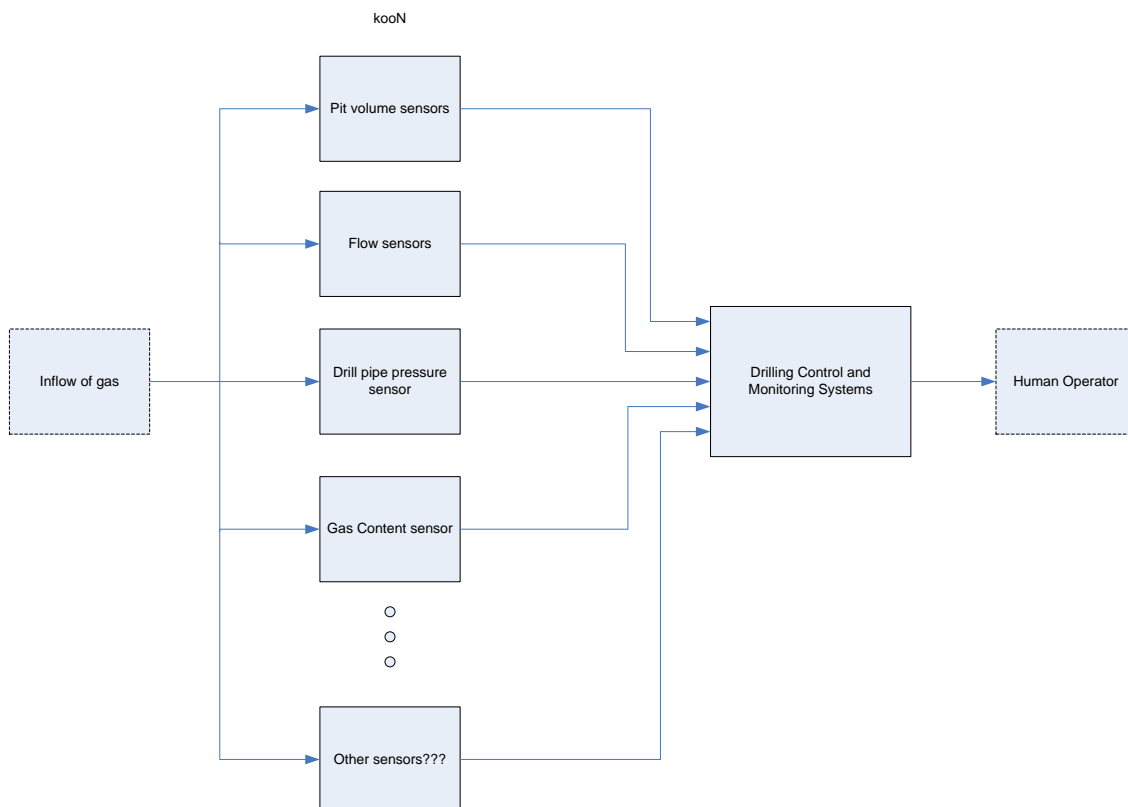 kooN
Pit volume sensors
Flow sensors
Inflow of gas
Drill pipe pressure
sensor
Drilling Control and
Monitoring Systems
Human Operator
Gas Content sensor
Other sensors???